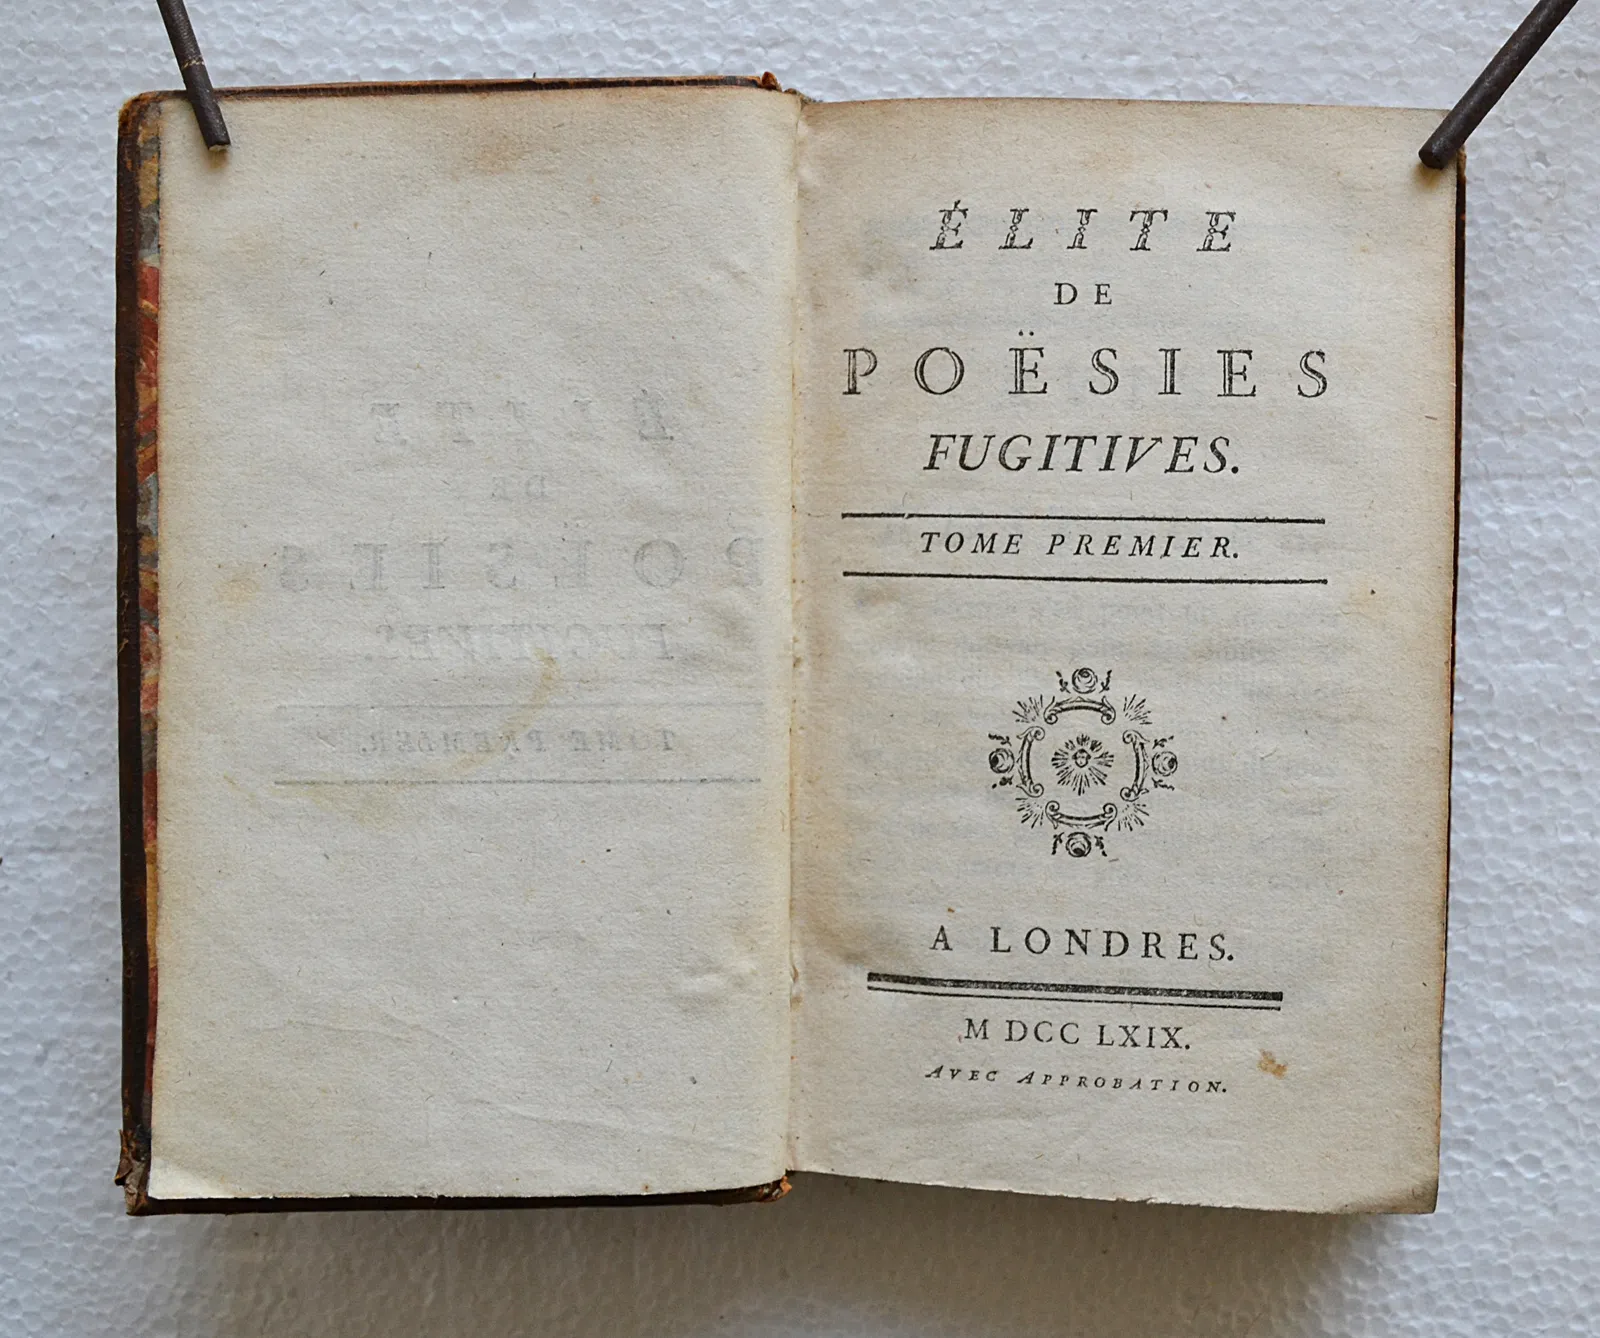 ÉLITE
DE
POËSIES
FUGITIVES.
TOME PREMIER.
A LONDRES.
M DCC LXIX.
AVEC APPROBATION.